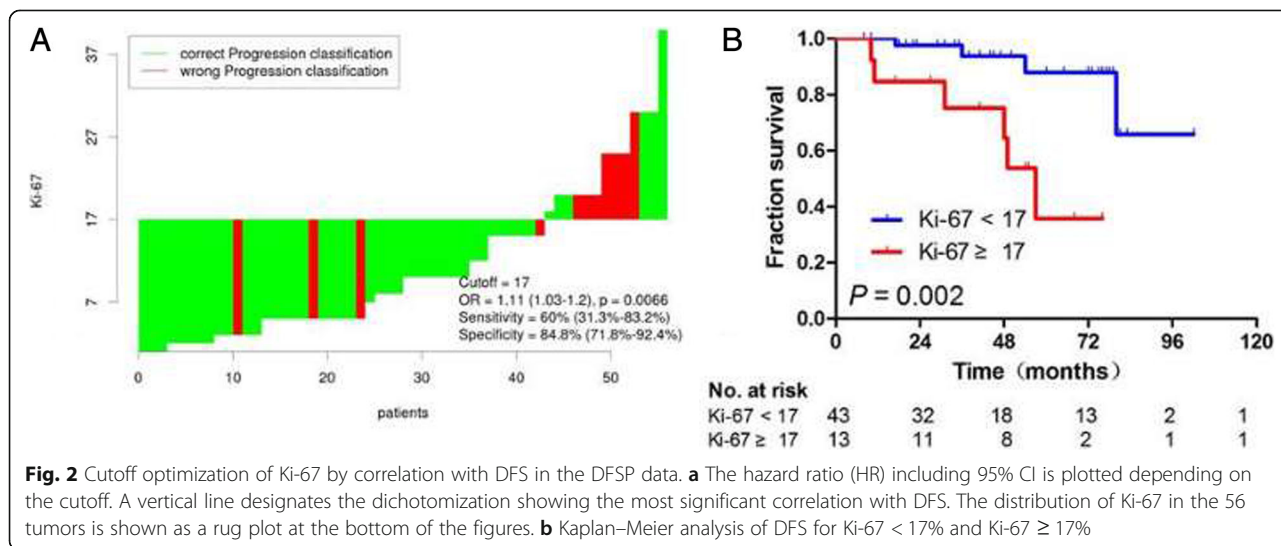 A
correct Progression classification
wrong Progression classification
37
27
17
7
Ki-67
Cutoff = 17
OR = 1.11 (1.03-1.2), p = 0.0066
Sensitivity = 60% (31.3%-83.2%)
Specificity = 84.8% (71.8%-92.4%)
0 10 20 30 40 50
patients
B
1.0
0.8
0.6
0.4
0.2
0.0
Fraction survival
Ki-67 < 17
Ki-67 ≥ 17
P = 0.002
0 24 48 72 96 120
Time (months)
No. at risk
Ki-67 < 17 43 32 18 13 2 1
Ki-67 ≥ 17 13 11 8 2 1 1
Fig. 2 Cutoff optimization of Ki-67 by correlation with DFS in the DFSP data. a The hazard ratio (HR) including 95% CI is plotted depending on
the cutoff. A vertical line designates the dichotomization showing the most significant correlation with DFS. The distribution of Ki-67 in the 56
tumors is shown as a rug plot at the bottom of the figures. b Kaplan–Meier analysis of DFS for Ki-67 < 17% and Ki-67 ≥ 17%